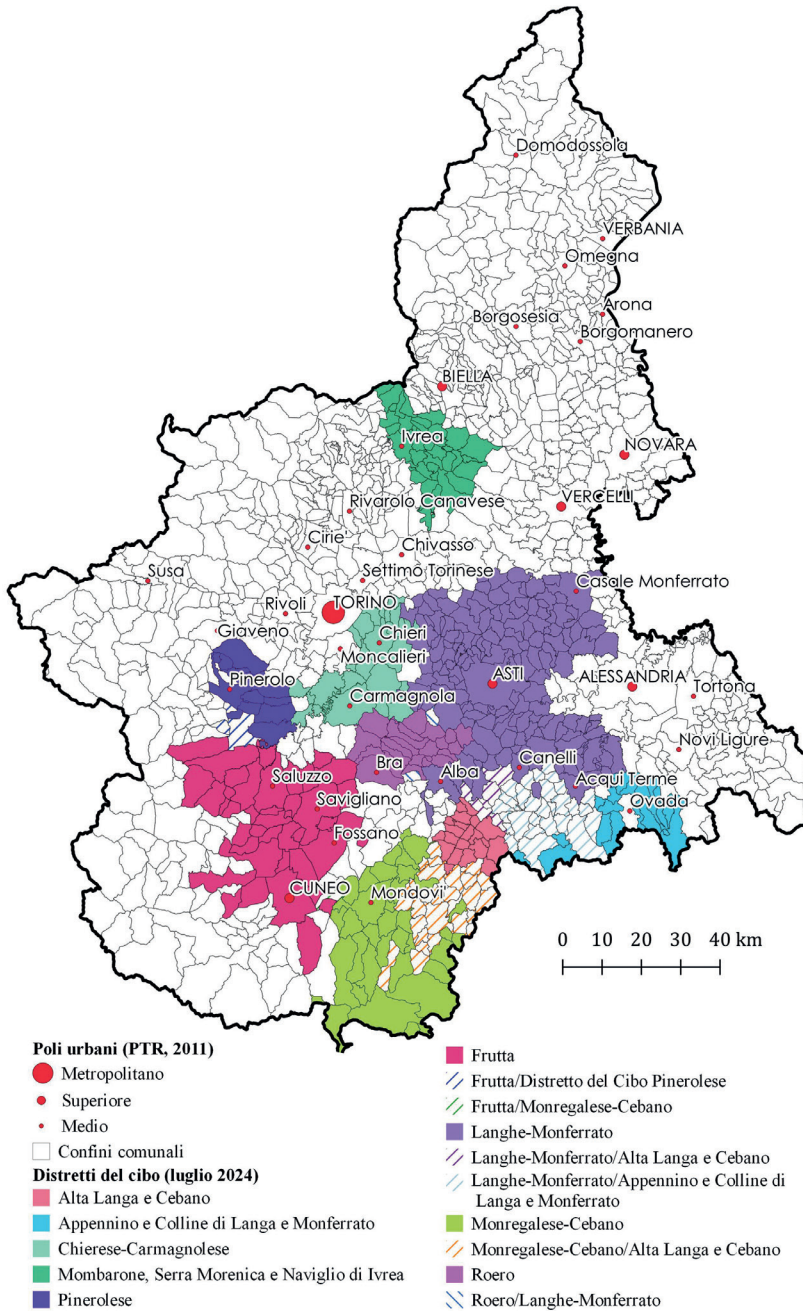 Domodossola
VERBANIA
Omegna
Arona
Borgosesia
Borgomanero
BIELLA
Ivrea
NOVARA
VERCELLI
Rivarolo Canavese
Cirie'
Chivasso
Susa
Settimo Torinese
Casale Monferrato
Rivoli
TORINO
Giaveno
Chieri
Moncalieri
Pinerolo
ASTI
ALESSANDRIA
Tortona
Carmagnola
Novi Ligure
Bra
Canelli
Saluzzo
Alba
Acqui Terme
Savigliano
Ovada
Fossano
CUNEO
Mondovi'
0 10 20 30 40 km
Poli urbani (PTR, 2011)
Metropolitano
Superiore
Medio
Confini comunali
Distretti del cibo (luglio 2024)
Alta Langa e Cebano
Appennino e Colline di Langa e Monferrato
Chierese-Carmagnolese
Mombarone, Serra Morenica e Naviglio di Ivrea
Pinerolese
Frutta
Frutta/Distretto del Cibo Pinerolese
Frutta/Monregalese-Cebano
Langhe-Monferrato
Langhe-Monferrato/Alta Langa e Cebano
Langhe-Monferrato/Appennino e Colline di
Langa e Monferrato
Monregalese-Cebano
Monregalese-Cebano/Alta Langa e Cebano
Roero
Roero/Langhe-Monferrato